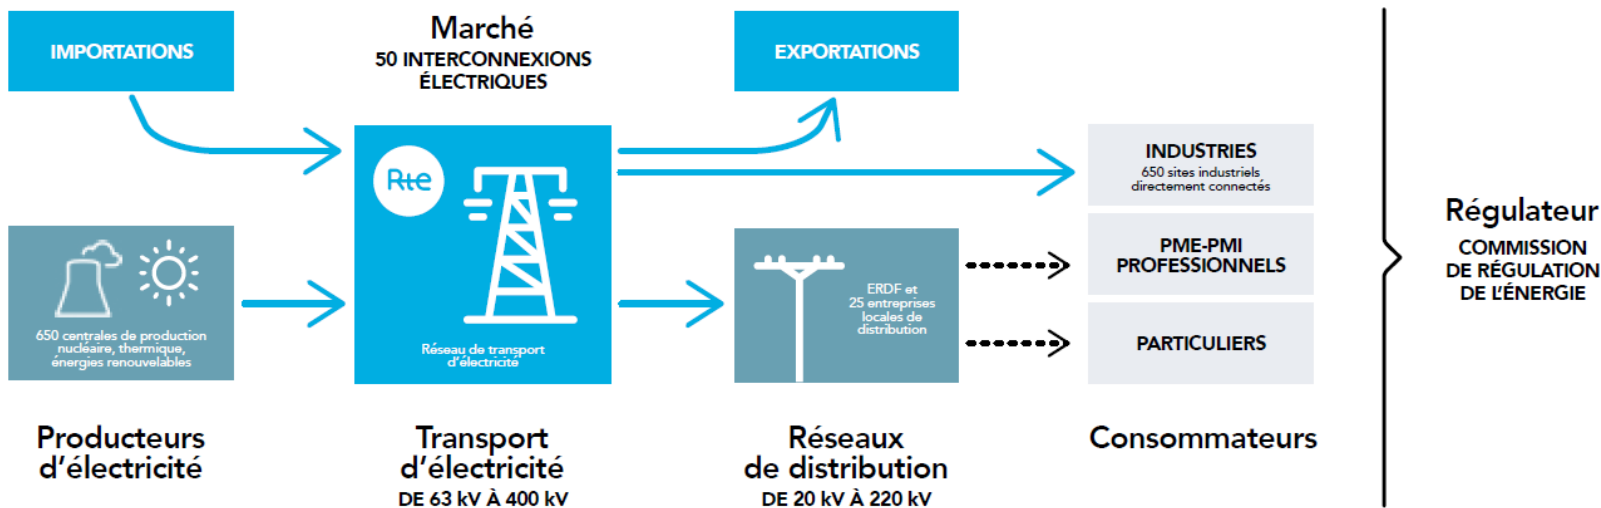 IMPORTATIONS
Marché
50 INTERCONNEXIONS
ÉLECTRIQUES
EXPORTATIONS
Rte
Réseau de transport
d'électricité
650 centrales de production
nucléaire, thermique,
énergies renouvelables
ERDF et
25 entreprises
locales de
distribution
INDUSTRIES
650 sites industriels
directement connectés
PME-PMI
PROFESSIONNELS
PARTICULIERS
Régulateur
COMMISSION
DE RÉGULATION
DE L'ÉNERGIE
Producteurs
d'électricité
Transport
d'électricité
DE 63 kV À 400 kV
Réseaux
de distribution
DE 20 kV À 220 kV
Consommateurs